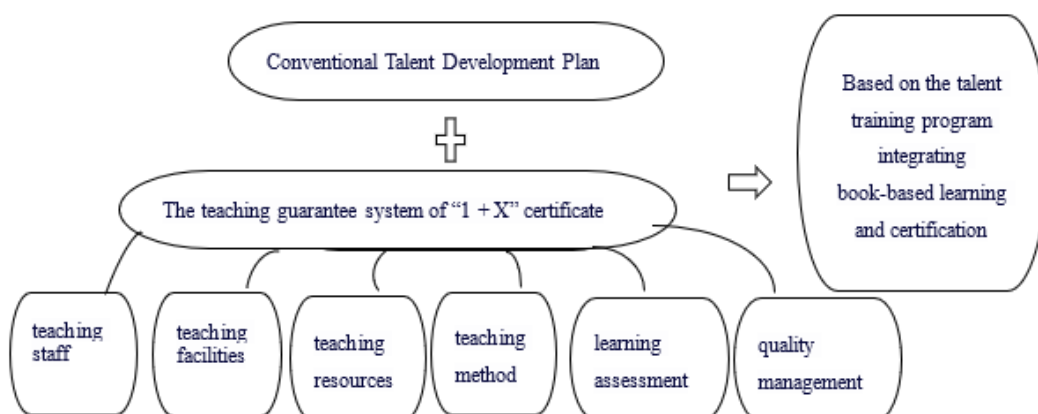 Conventional Talent Development Plan
Based on the talent
training program
integrating
book-based learning
and certification
The teaching guarantee system of “1 + X” certificate
teaching
staff
teaching
facilities
teaching
resources
teaching
method
learning
assessment
quality
management